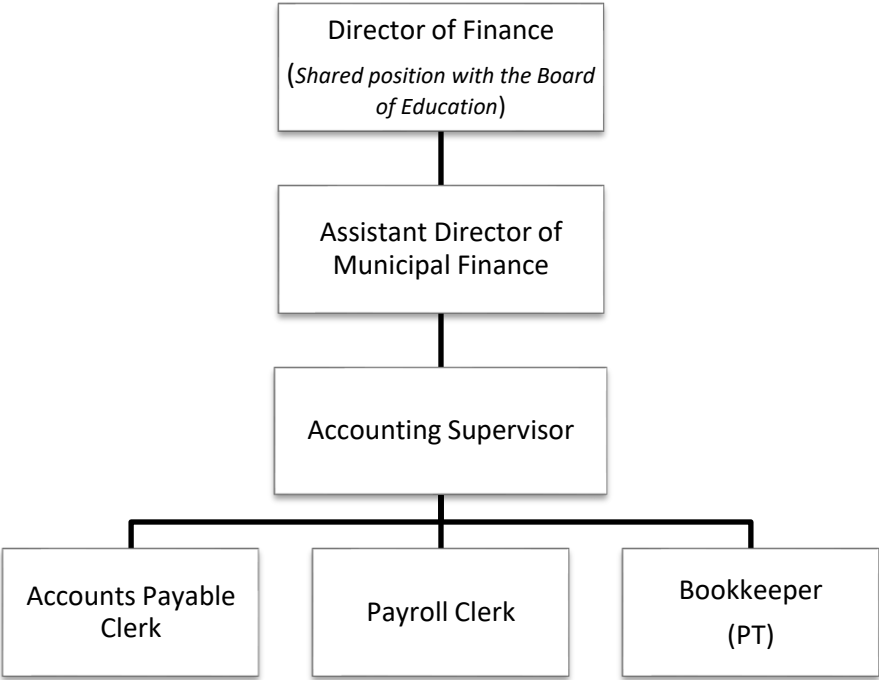 Director of Finance
(Shared position with the Board
of Education)
Assistant Director of
Municipal Finance
Accounting Supervisor
Accounts Payable
Clerk
Payroll Clerk
Bookkeeper
(PT)